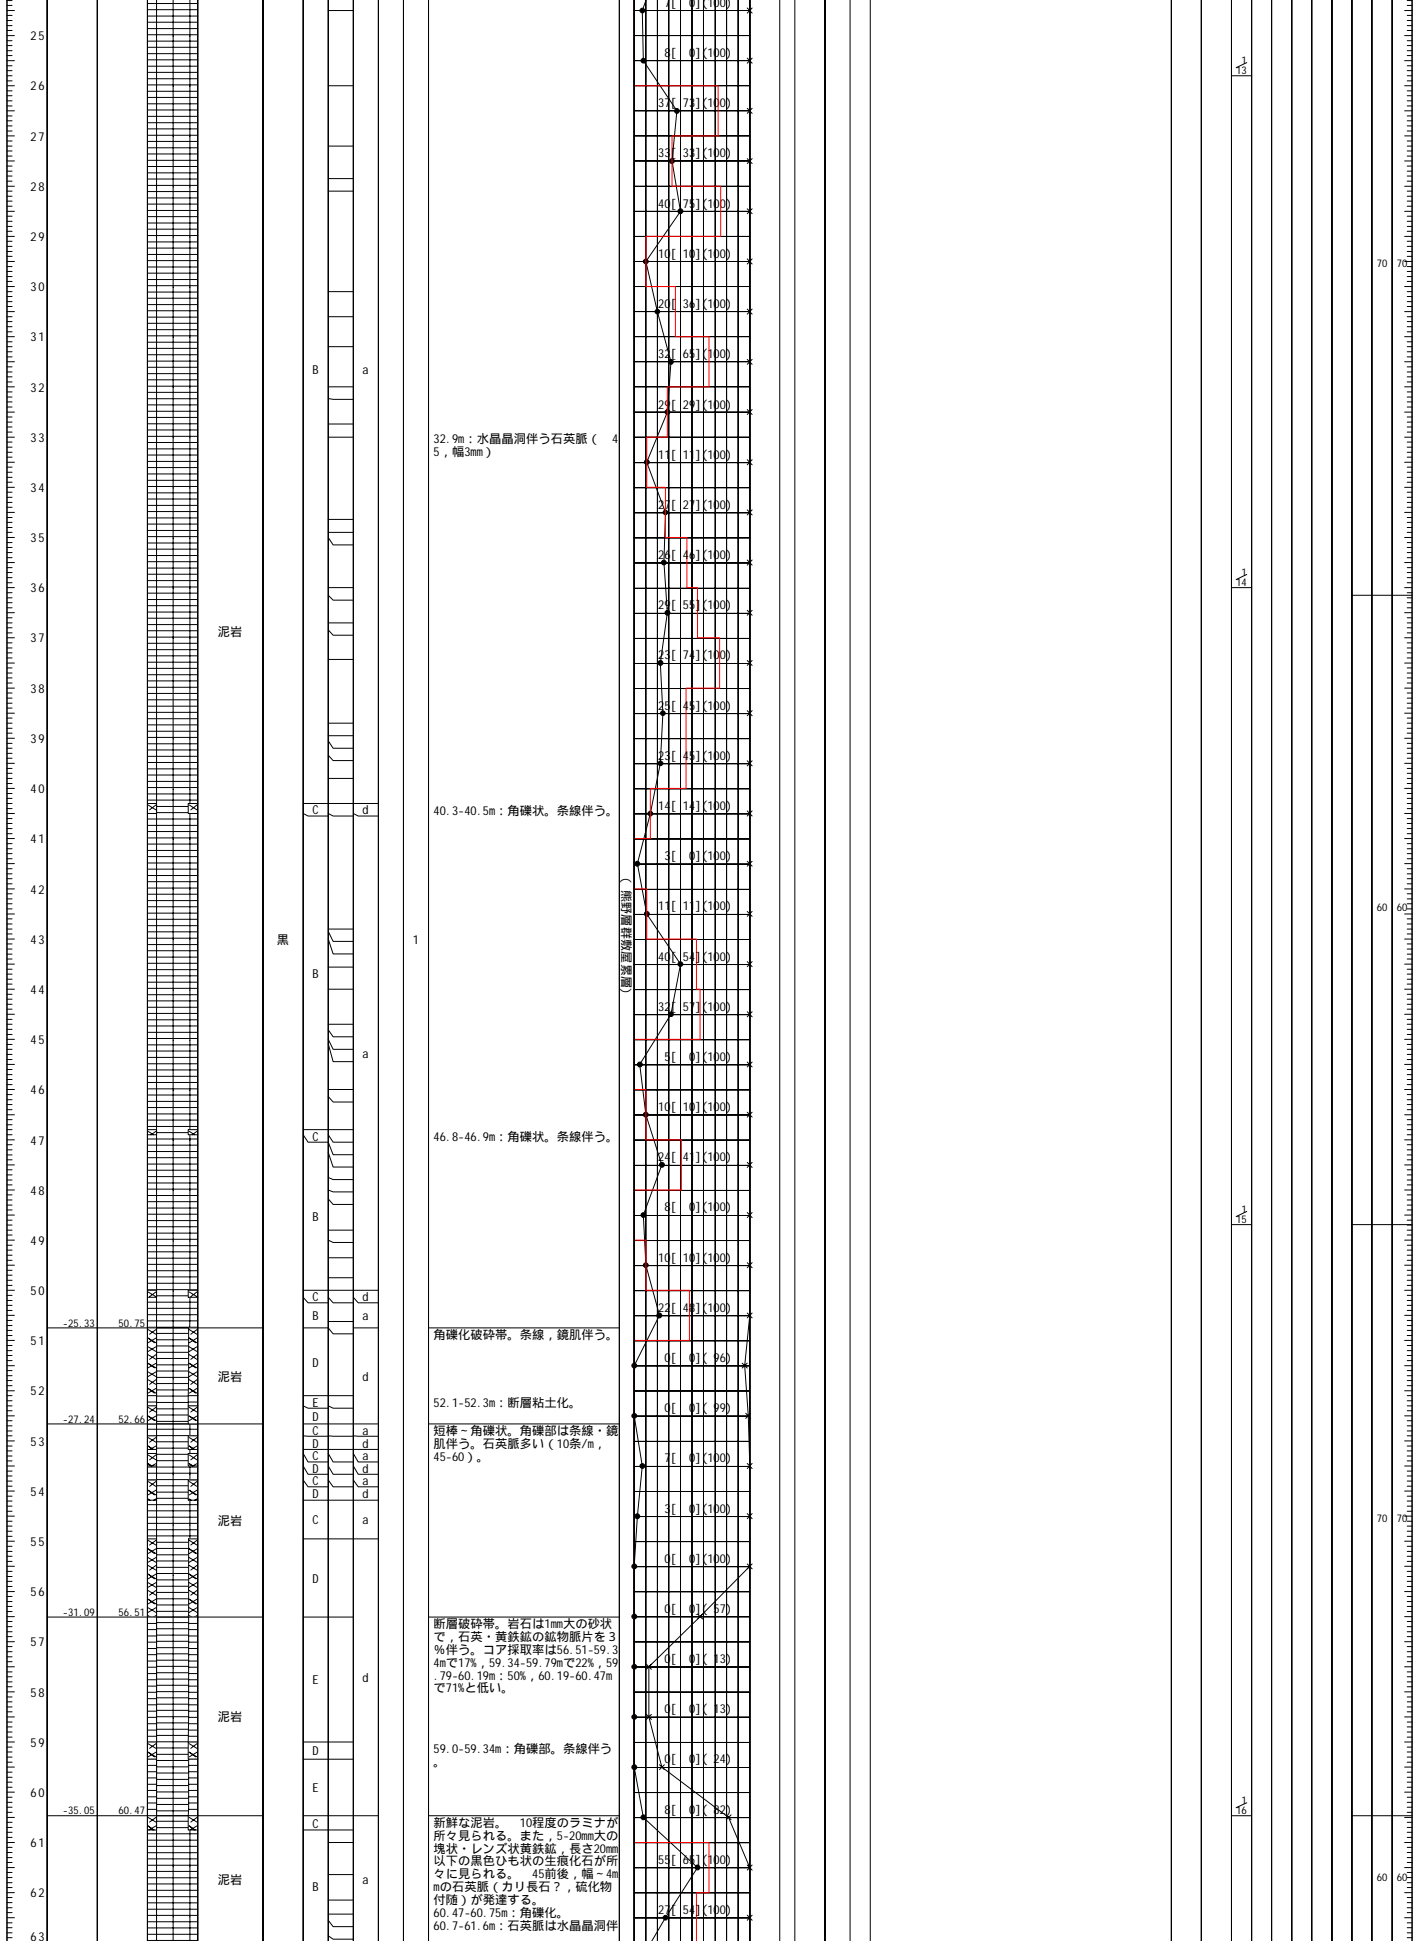 7[ 0](100)
25
8[ 0](100)
1/13
26
37[ 73](100)
27
33[ 33](100)
28
40[ 75](100)
29
10[ 10](100)
70 70
30
20[ 36](100)
31
32[ 65](100)
B a
32
29[ 29](100)
33
32.9m：水晶晶洞伴う石英脈（　4
5，幅3mm）
11[ 11](100)
34
27[ 27](100)
35
26[ 46](100)
1/14
36
29[ 55](100)
泥岩
37
23[ 74](100)
38
25[ 45](100)
39
23[ 45](100)
40
C d
40.3-40.5m：角礫状。条線伴う。
14[ 14](100)
41
3[ 0](100)
42
11[ 11](100)
60 60
43
黒
1
40[ 54](100)
B
44
32[ 57](100)
45
a
5[ 0](100)
46
10[ 10](100)
47
C
46.8-46.9m：角礫状。条線伴う。
24[ 41](100)
48
8[ 0](100)
B
1/15
49
10[ 10](100)
50
C d
22[ 48](100)
B a
-25.33 50.75
51
角礫化破砕帯。条線，鏡肌伴う。
0[ 0]( 96)
D
泥岩
d
52
E
52.1-52.3m：断層粘土化。
0[ 0]( 99)
D
-27.24 52.66
C a
短棒～角礫状。角礫部は条線・鏡
肌伴う。石英脈多い（10条/m，
45-60）。
53
D d
C a
D d
7[ 0](100)
C a
54
D d
3[ 0](100)
泥岩
C a
70 70
55
0[ 0](100)
D
56
-31.09 56.51
0[ 0]( 57)
断層破砕帯。岩石は1mm大の砂状
で，石英・黄鉄鉱の鉱物脈片を3
%伴う。コア採取率は56.51-59.3
4mで17%，59.34-59.79mで22%，59
.79-60.19m：50%，60.19-60.47m
で71%と低い。
57
0[ 0]( 13)
E d
58
0[ 0]( 13)
泥岩
59
D
59.0-59.34m：角礫部。条線伴う
。
0[ 0]( 24)
E
60
-35.05 60.47
8[ 0]( 82)
1/16
C
新鮮な泥岩。　10程度のラミナが
所々見られる。また，5-20mm大の
塊状・レンズ状黄鉄鉱，長さ20mm
以下の黒色ひも状の生痕化石が所
々に見られる。　45前後，幅～4m
mの石英脈（カリ長石？，硫化物
付随）が発達する。
60.47-60.75m：角礫化。
60.7-61.6m：石英脈は水晶晶洞伴
61
55[ 65](100)
泥岩
B a
60 60
62
27[ 54](100)
63